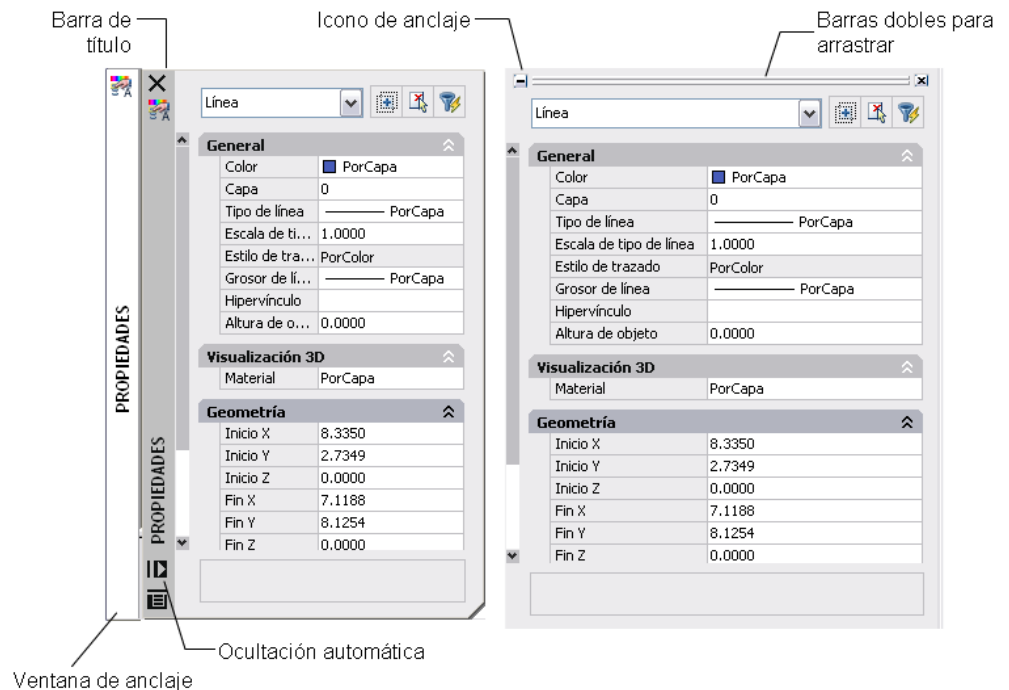 Barra de
título
Icono de anclaje
Barras dobles para
arrastrar
PROPIEDADES
PROPIEDADES
Línea
General
Color PorCapa
Capa 0
Tipo de línea PorCapa
Escala de ti... 1.0000
Estilo de tra... PorColor
Grosor de lí... PorCapa
Hipervínculo
Altura de o... 0.0000
Visualización 3D
Material PorCapa
Geometría
Inicio X 8.3350
Inicio Y 2.7349
Inicio Z 0.0000
Fin X 7.1188
Fin Y 8.1254
Fin Z 0.0000
Línea
General
Color PorCapa
Capa 0
Tipo de línea PorCapa
Escala de tipo de línea 1.0000
Estilo de trazado PorColor
Grosor de línea PorCapa
Hipervínculo
Altura de objeto 0.0000
Visualización 3D
Material PorCapa
Geometría
Inicio X 8.3350
Inicio Y 2.7349
Inicio Z 0.0000
Fin X 7.1188
Fin Y 8.1254
Fin Z 0.0000
Ocultación automática
Ventana de anclaje